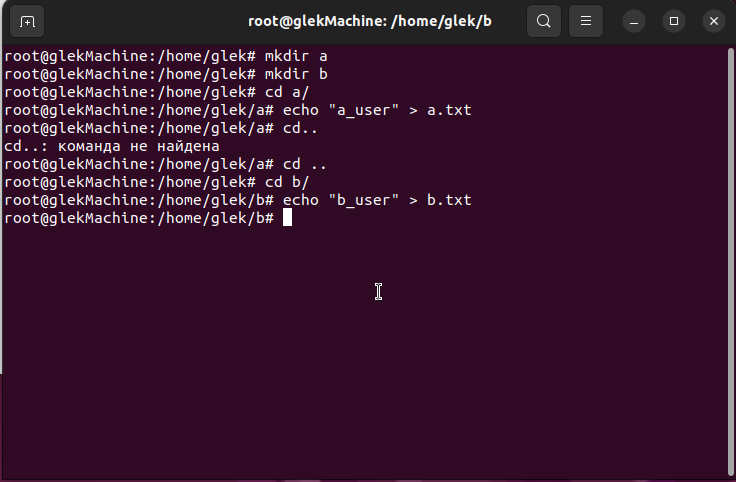 root@glekMachine: /home/glek/b
root@glekMachine:/home/glek# mkdir a
root@glekMachine:/home/glek# mkdir b
root@glekMachine:/home/glek# cd a/
root@glekMachine:/home/glek/a# echo "a_user" > a.txt
root@glekMachine:/home/glek/a# cd..
cd..: команда не найдена
root@glekMachine:/home/glek/a# cd ..
root@glekMachine:/home/glek# cd b/
root@glekMachine:/home/glek/b# echo "b_user" > b.txt
root@glekMachine:/home/glek/b#